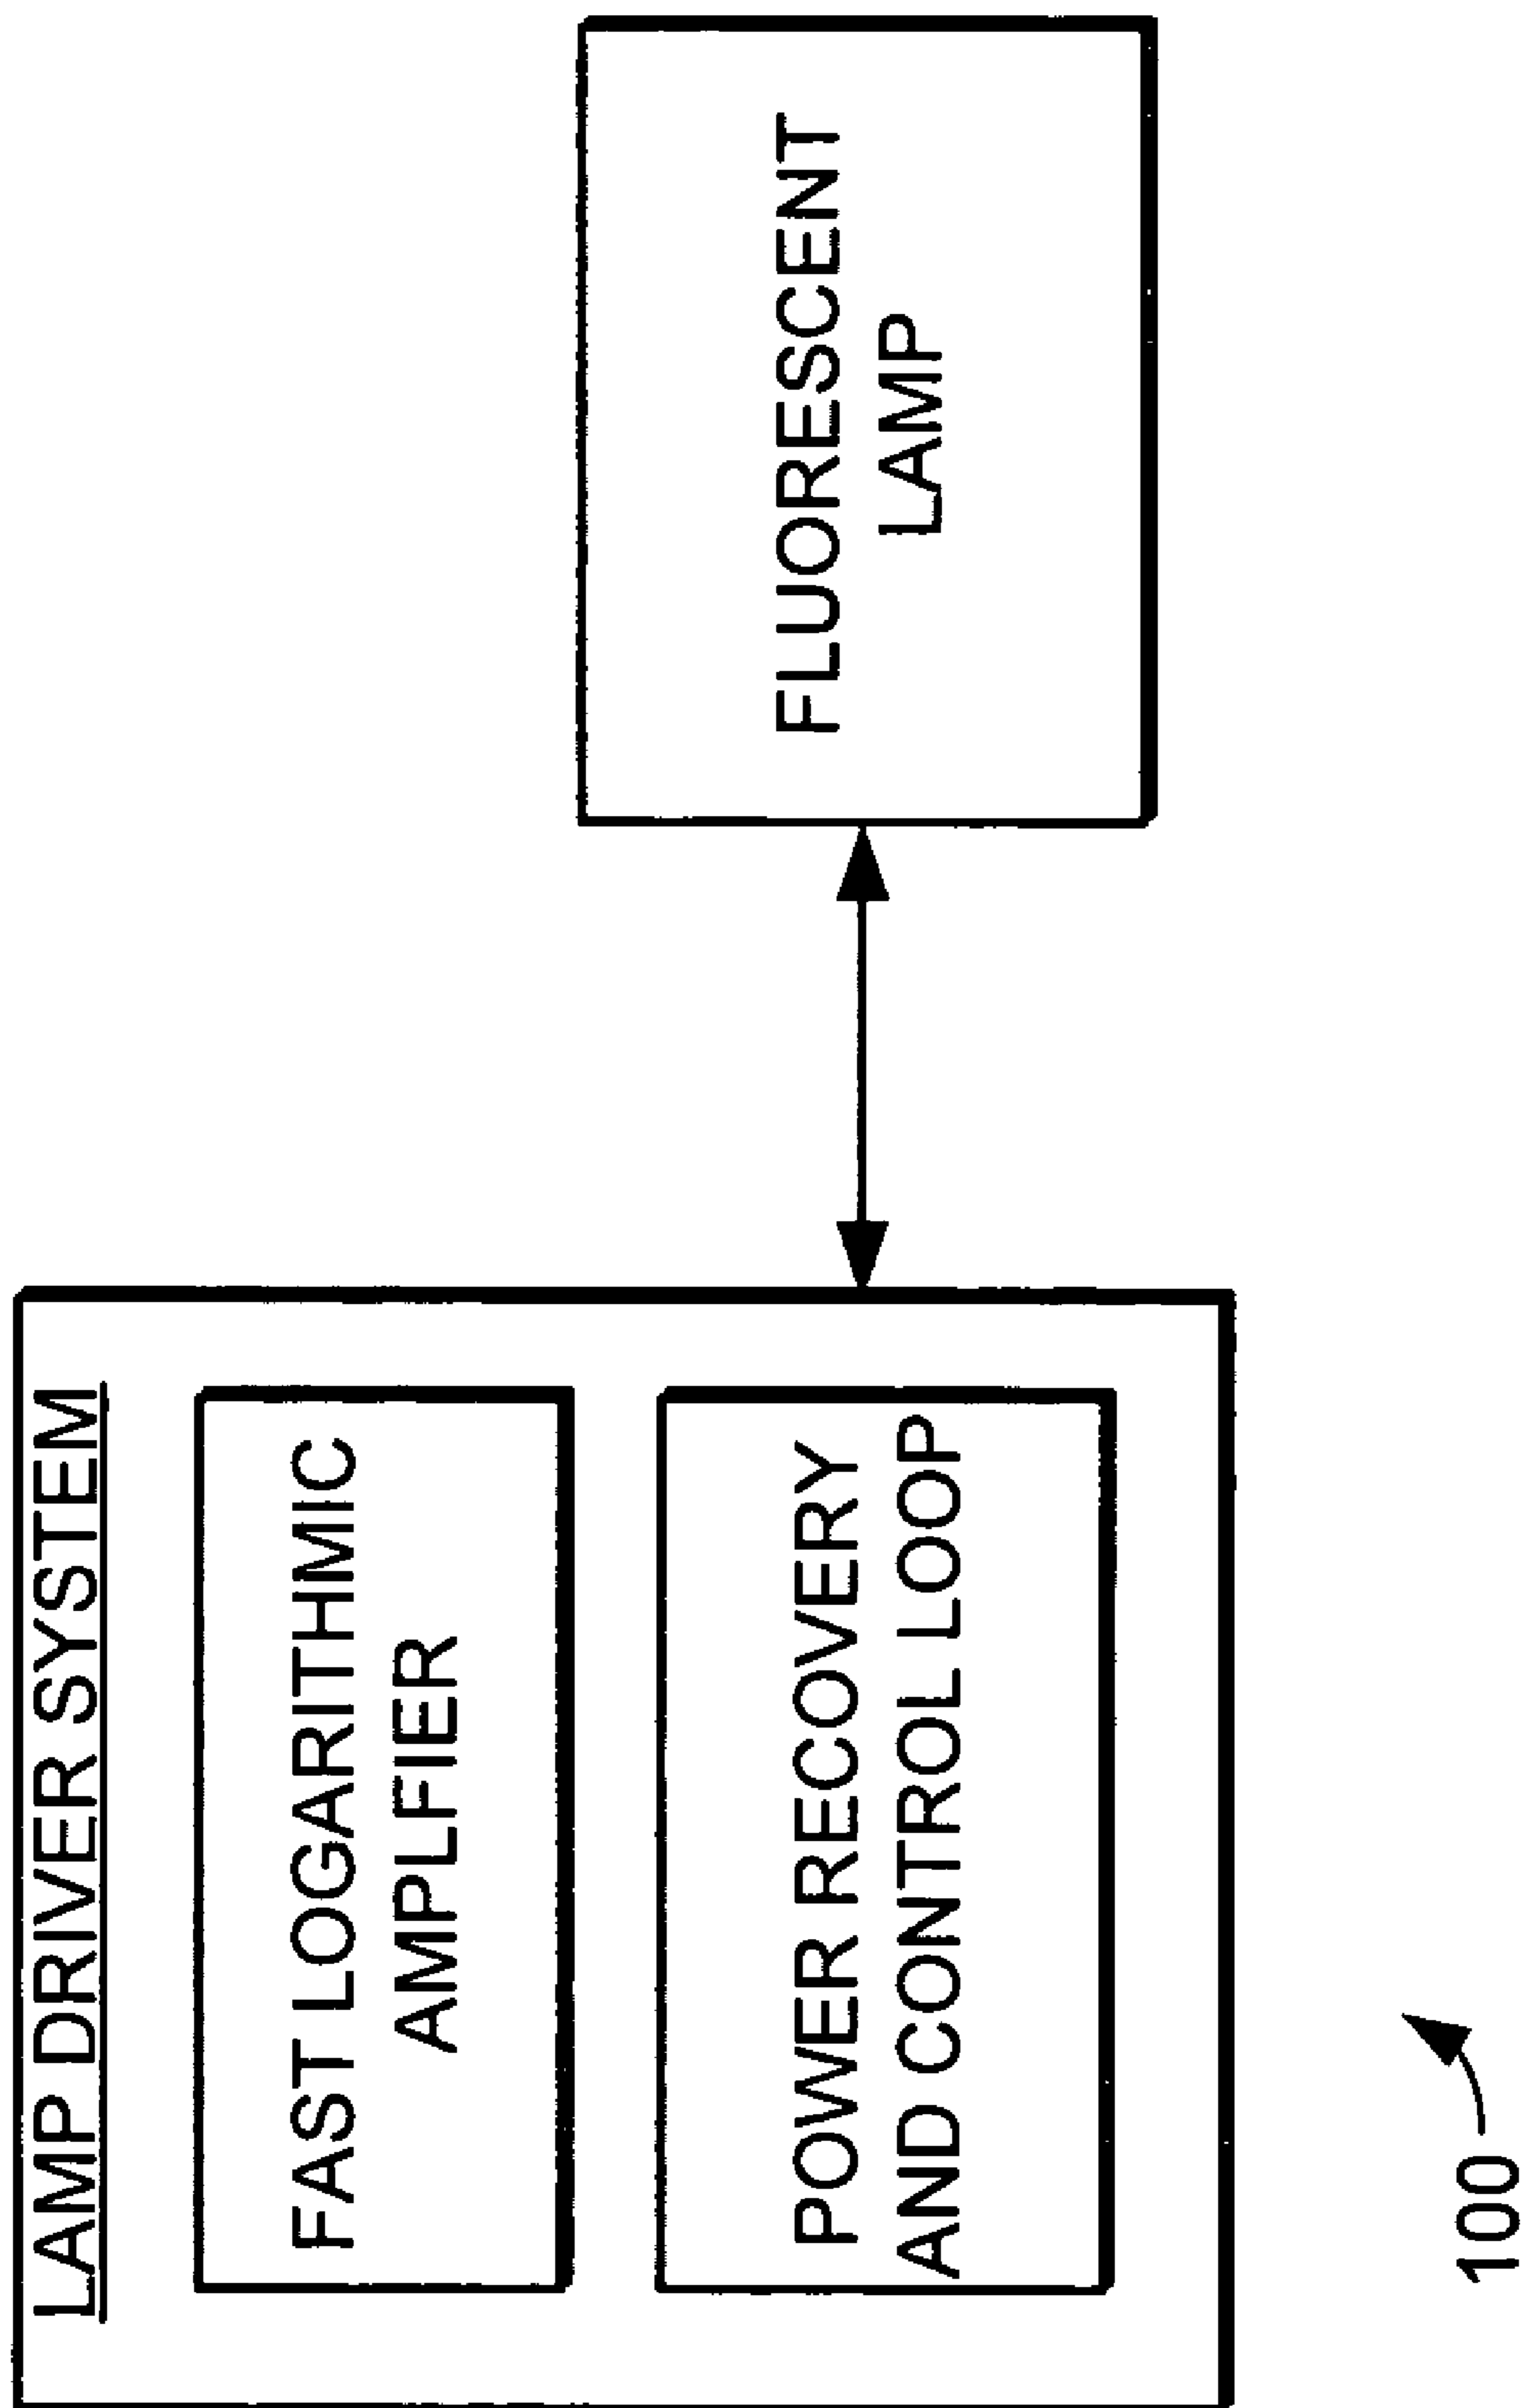 LAMP DRIVER SYSTEM
FAST LOGARITHMIC
AMPLFIER
POWER RECOVERY
AND CONTROL LOOP
FLUORESCENT
LAMP
100